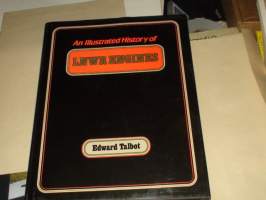 An Illustrated History of
LNWR ENGINES
Edward Talbot